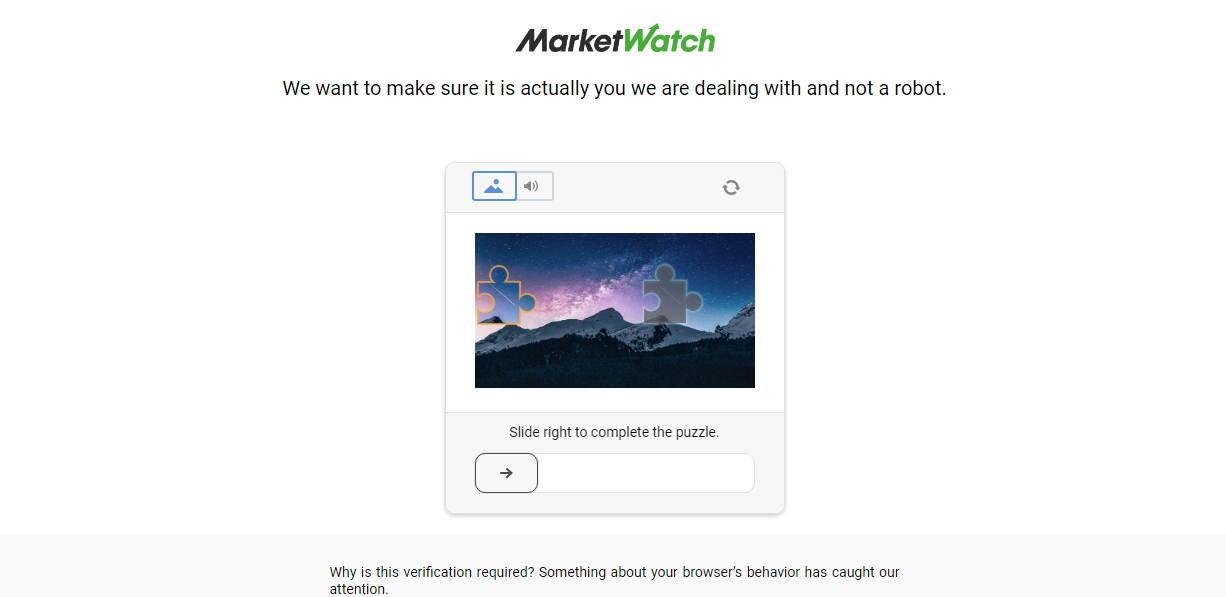 MarketWatch
We want to make sure it is actually you we are dealing with and not a robot.
Slide right to complete the puzzle.
Why is this verification required? Something about your browser’s behavior has caught our
attention.